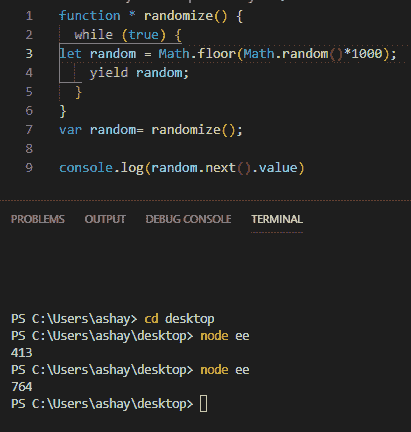 1 function * randomize() {
2 while (true) {
3 let random = Math.floor(Math.random()*1000);
4 yield random;
5 }
6 }
7 var random= randomize();
8
9 console.log(random.next().value)
PROBLEMS OUTPUT DEBUG CONSOLE TERMINAL
PS C:\Users\ashay> cd desktop
PS C:\Users\ashay\desktop> node ee
413
PS C:\Users\ashay\desktop> node ee
764
PS C:\Users\ashay\desktop>